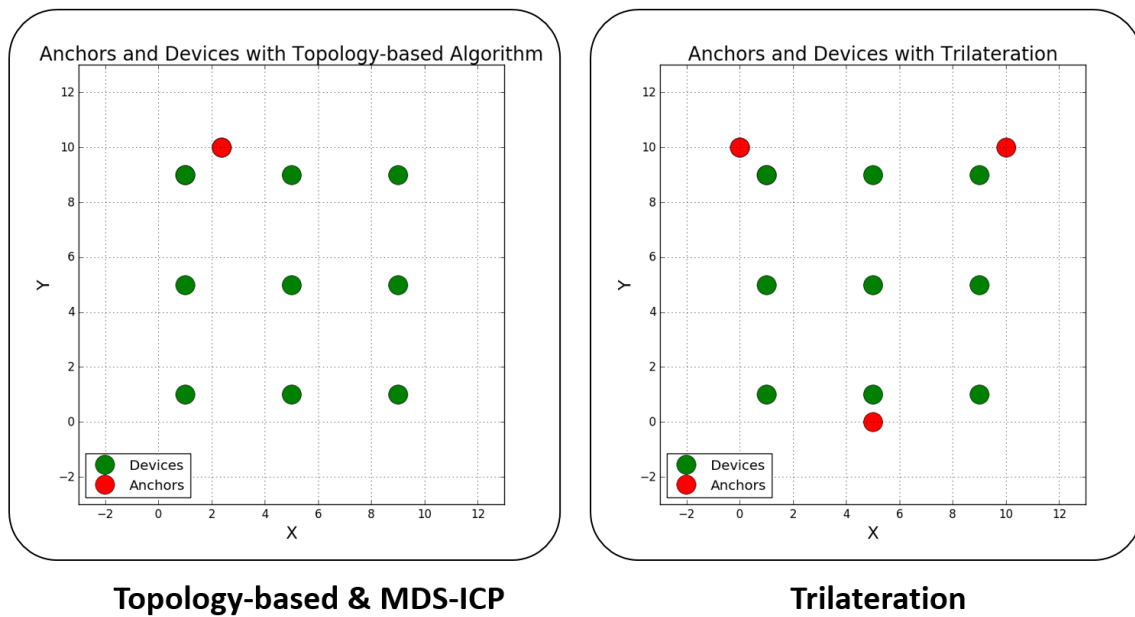 Anchors and Devices with Topology-based Algorithm
12
10
8
6
4
2
0
−2
Y
−2 0 2 4 6 8 10 12
X
Devices
Anchors
Topology-based & MDS-ICP
Anchors and Devices with Trilateration
12
10
8
6
4
2
0
−2
Y
−2 0 2 4 6 8 10 12
X
Devices
Anchors
Trilateration